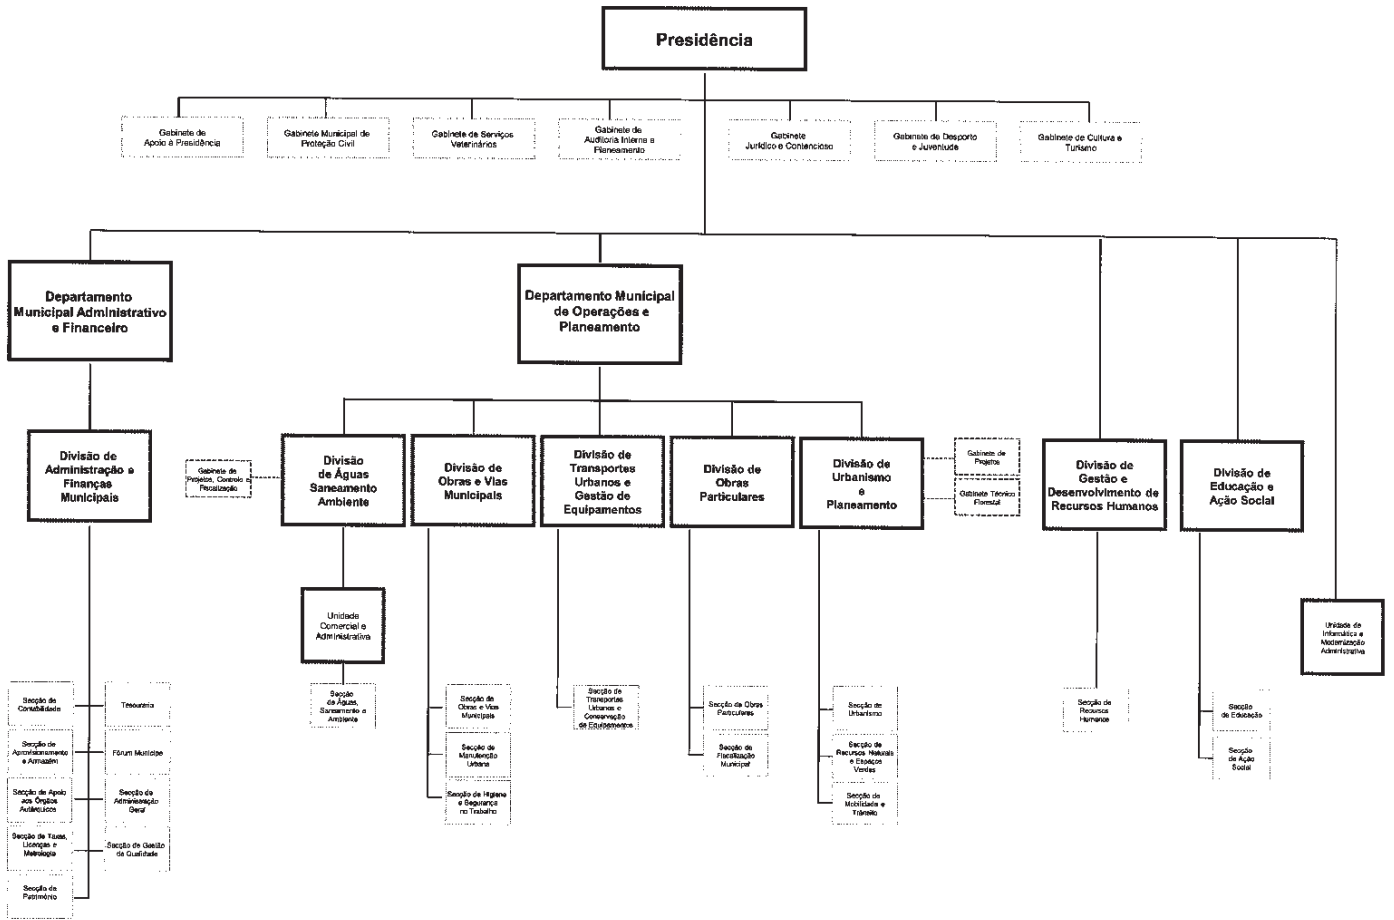 Presidência
Gabinete de
Apoio à Presidência
Gabinete Municipal de
Proteção Civil
Gabinete de Serviços
Veterinários
Gabinete de
Auditoria Interna e
Planeamento
Gabinete
Jurídico e Contencioso
Gabinete de Desporto
e Juventude
Gabinete de Cultura e
Turismo
Departamento
Municipal Administrativo
e Financeiro
Departamento Municipal
de Operações e
Planeamento
Divisão de
Administração e
Finanças
Municipais
Gabinete de
Projetos, Controlo e
Fiscalização
Divisão
de Águas
Saneamento
Ambiente
Divisão de
Obras e Vias
Municipais
Divisão de
Transportes
Urbanos e
Gestão de
Equipamentos
Divisão de
Obras
Particulares
Divisão de
Urbanismo
e
Planeamento
Gabinete de
Projetos
Gabinete Técnico
Florestal
Divisão de
Gestão e
Desenvolvimento de
Recursos Humanos
Divisão de
Educação e
Ação Social
Unidade
Comercial e
Administrativa
Unidade de
Informática e
Modernização
Administrativa
Secção de
Contabilidade
Tesouraria
Secção de
Aprovisionamento
e Armazém
Fórum Munícipe
Secção de Apoio
aos Órgãos
Autárquicos
Secção de
Administração
Geral
Secção de Taxas,
Licenças e
Metrologia
Secção de Gestão
da Qualidade
Secção de
Património
Secção
de Águas,
Saneamento e
Ambiente
Secção de
Obras e Vias
Municipais
Secção de
Manutenção
Urbana
Secção de Higiene
e Segurança
no Trabalho
Secção de
Transportes
Urbanos e
Conservação
de Equipamentos
Secção de Obras
Particulares
Secção de
Fiscalização
Municipal
Secção de
Urbanismo
Secção de
Recursos Naturais
e Espaços
Verdes
Secção de
Mobilidade e
Trânsito
Secção de
Recursos
Humanos
Secção
de Educação
Secção
de Ação
Social